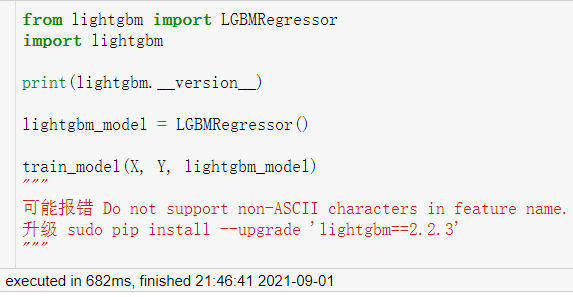 from lightgbm import LGBMRegressor
import lightgbm
print(lightgbm.__version__)
lightgbm_model = LGBMRegressor()
train_model(X, Y, lightgbm_model)
"""
可能报错 Do not support non-ASCII characters in feature name.
升级 sudo pip install --upgrade 'lightgbm==2.2.3'
"""
executed in 682ms, finished 21:46:41 2021-09-01